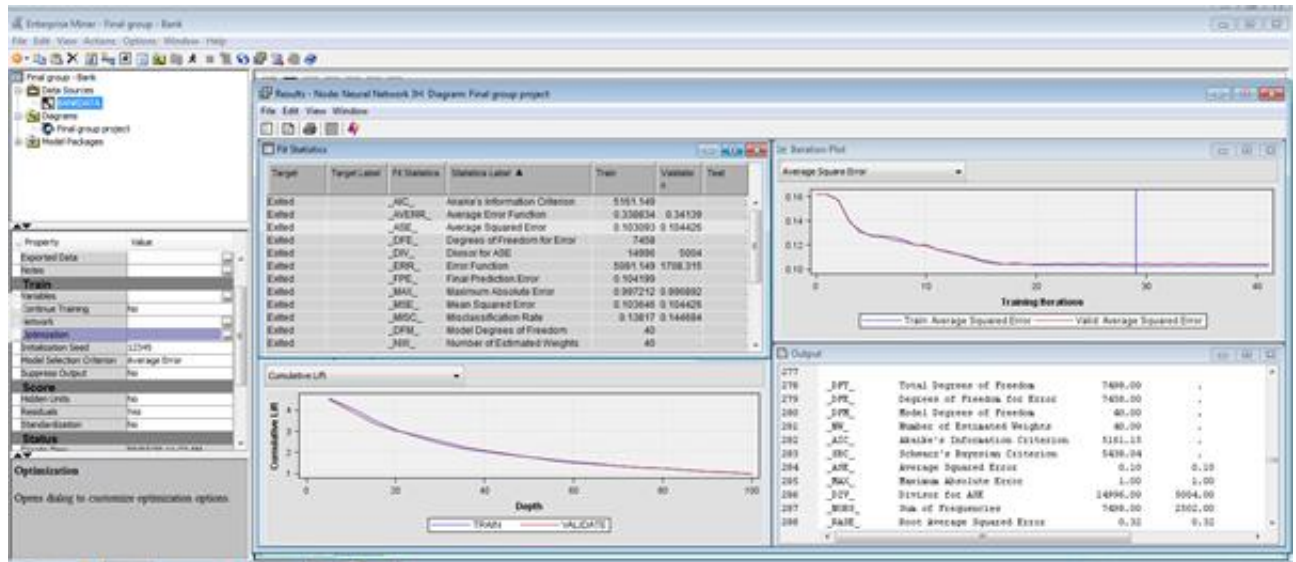 Enterprise Miner - Final group - Bank
File Edit View Actions Options Window Help
Final group - Bank
Data Sources
BANKDATA
Diagrams
Final group project
Model Packages
Property Value
Exported Data
Notes
Train
Variables
Continue Training No
Network
Optimization
Initialization Seed 12345
Model Selection Criterion Average Error
Suppress Output No
Score
Hidden Units No
Residuals Yes
Standardization No
Status
Optimization
Opens dialog to customize optimization options.
Results - Node: Neural Network 3H Diagram: Final group project
File Edit View Window
Fit Statistics
Target Target Label Fit Statistics Statistics Label ▲ Train Validation Test
Exited _AIC_ Akaike's Information Criterion 5161.149
Exited _AVERR_ Average Error Function 0.338834 0.34139
Exited _ASE_ Average Squared Error 0.103093 0.104426
Exited _DFE_ Degrees of Freedom for Error 7458
Exited _DIV_ Divisor for ASE 14996 5004
Exited _ERR_ Error Function 5081.149 1708.315
Exited _FPE_ Final Prediction Error 0.104199
Exited _MAX_ Maximum Absolute Error 0.997212 0.996892
Exited _MSE_ Mean Squared Error 0.103646 0.104426
Exited _MISC_ Misclassification Rate 0.13817 0.144684
Exited _DFM_ Model Degrees of Freedom 40
Exited _NW_ Number of Estimated Weights 40
Cumulative Lift
Cumulative Lift
4
3
2
1
0 20 40 60 80 100
Depth
TRAIN VALIDATE
Iteration Plot
Average Square Error
0.16
0.14
0.12
0.10
0 10 20 30 40
Training Iterations
Train: Average Squared Error Valid: Average Squared Error
Output
277
278 _DFT_ Total Degrees of Freedom 7498.00 .
279 _DFE_ Degrees of Freedom for Error 7458.00 .
280 _DFM_ Model Degrees of Freedom 40.00 .
281 _NW_ Number of Estimated Weights 40.00 .
282 _AIC_ Akaike's Information Criterion 5161.15 .
283 _SBC_ Schwarz's Bayesian Criterion 5438.04 .
284 _ASE_ Average Squared Error 0.10 0.10
285 _MAX_ Maximum Absolute Error 1.00 1.00
286 _DIV_ Divisor for ASE 14996.00 5004.00
287 _NOBS_ Sum of Frequencies 7498.00 2502.00
288 _RASE_ Root Average Squared Error 0.32 0.32